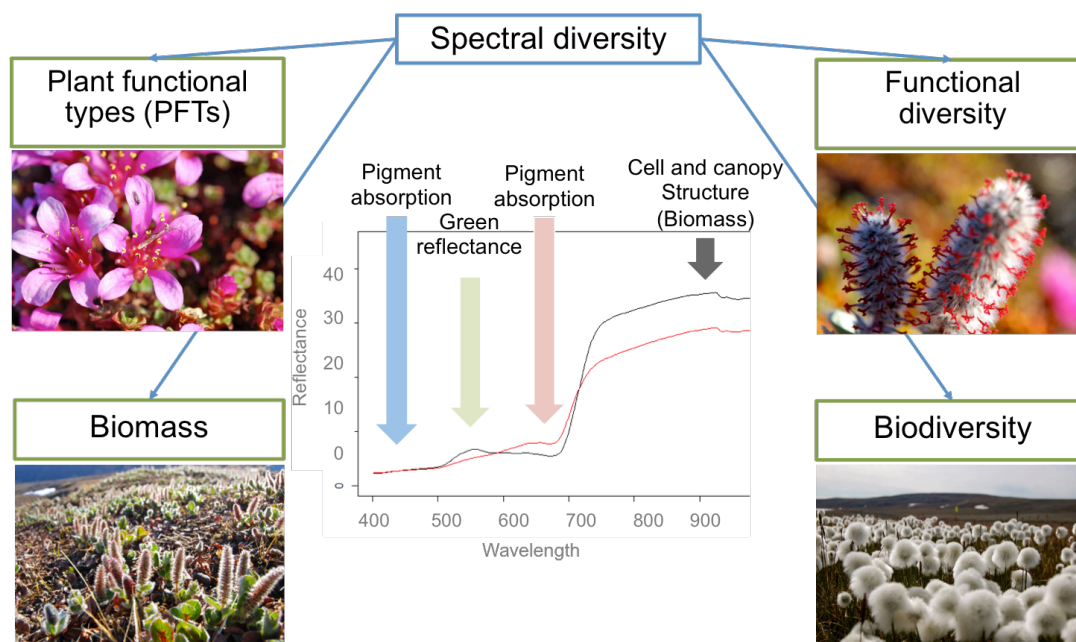 Spectral diversity
Plant functional
types (PFTs)
Functional
diversity
Pigment
absorption
Green
reflectance
Pigment
absorption
Cell and canopy
Structure
(Biomass)
Reflectance
40
30
20
10
0
0
400 500 600 700 800 900
Wavelength
Biomass
Biodiversity